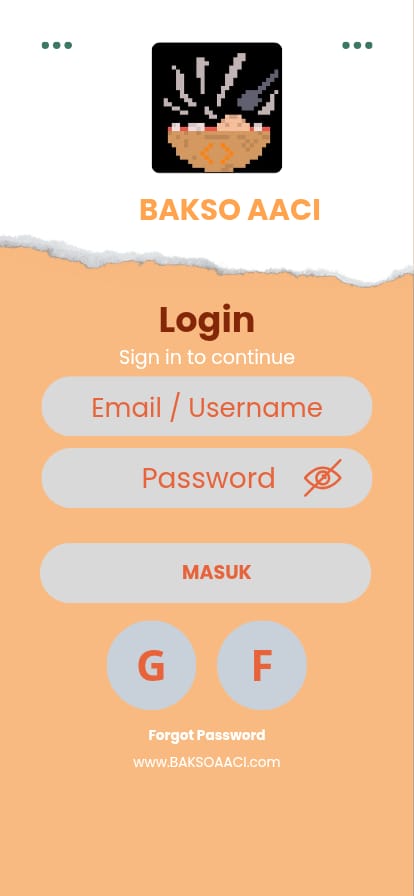 BAKSO AACI
Login
Sign in to continue
Email / Username
Password
MASUK
G F
Forgot Password
www.BAKSOAACI.com